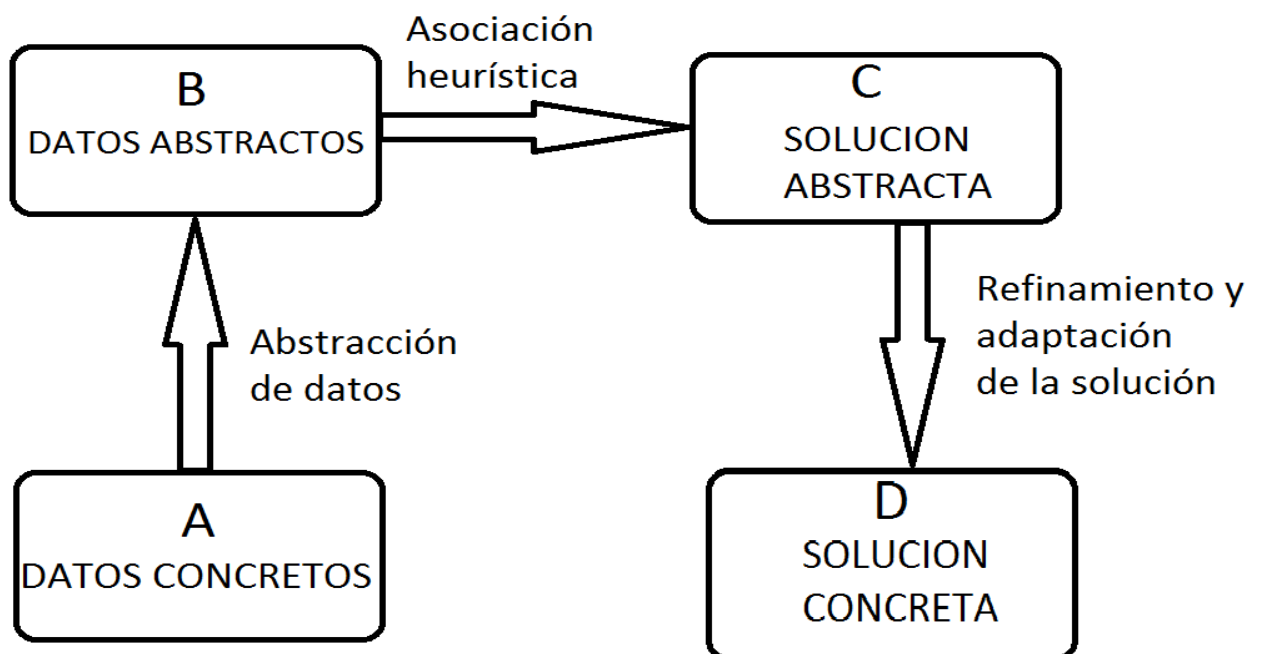 Asociación
heurística
B
DATOS ABSTRACTOS
C
SOLUCION
ABSTRACTA
Abstracción
de datos
Refinamiento y
adaptación
de la solución
A
DATOS CONCRETOS
D
SOLUCION
CONCRETA